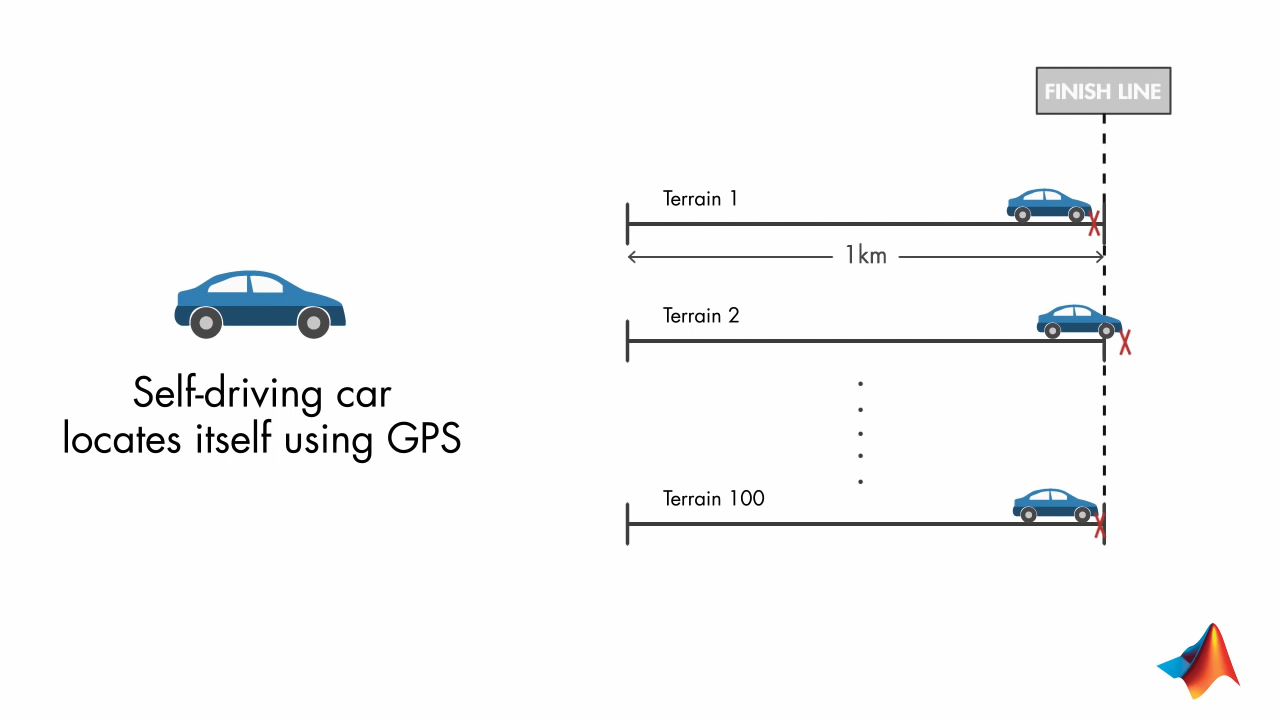 FINISH LINE
Terrain 1
1km
Terrain 2
Self-driving car
locates itself using GPS
Terrain 100